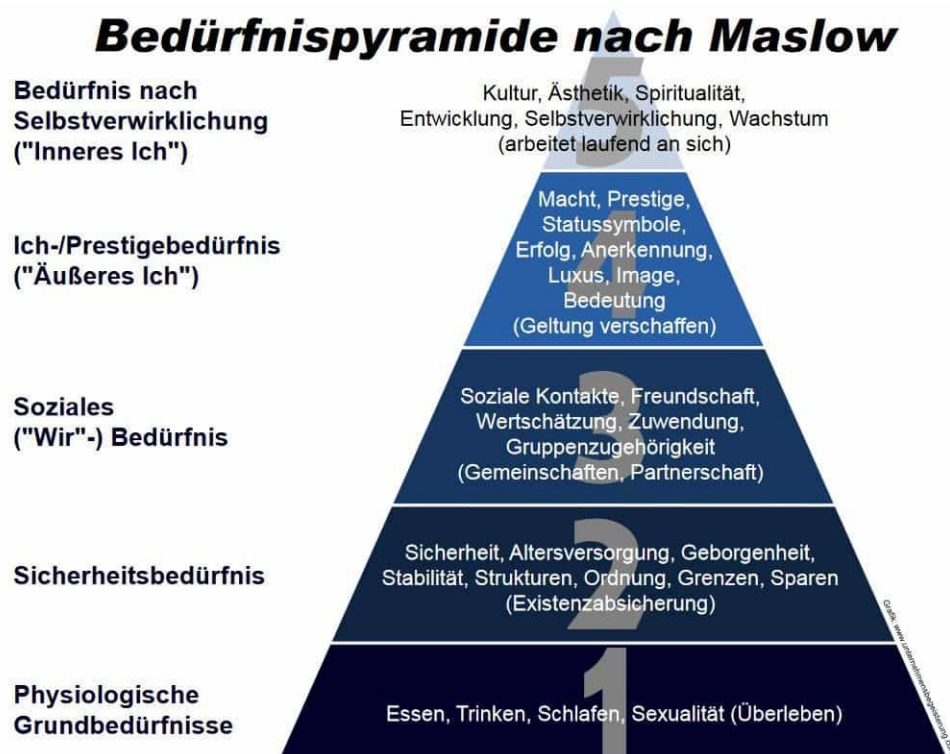 Bedürfnispyramide nach Maslow
5
Bedürfnis nach
Selbstverwirklichung
("Inneres Ich")
Kultur, Ästhetik, Spiritualität,
Entwicklung, Selbstverwirklichung, Wachstum
(arbeitet laufend an sich)
4
Ich-/Prestigebedürfnis
("Äußeres Ich")
Macht, Prestige,
Statussymbole,
Erfolg, Anerkennung,
Luxus, Image,
Bedeutung
(Geltung verschaffen)
3
Soziales
("Wir"-) Bedürfnis
Soziale Kontakte, Freundschaft,
Wertschätzung, Zuwendung,
Gruppenzugehörigkeit
(Gemeinschaften, Partnerschaft)
2
Sicherheitsbedürfnis
Sicherheit, Altersversorgung, Geborgenheit,
Stabilität, Strukturen, Ordnung, Grenzen, Sparen
(Existenzabsicherung)
1
Physiologische
Grundbedürfnisse
Essen, Trinken, Schlafen, Sexualität (Überleben)
Grafik: